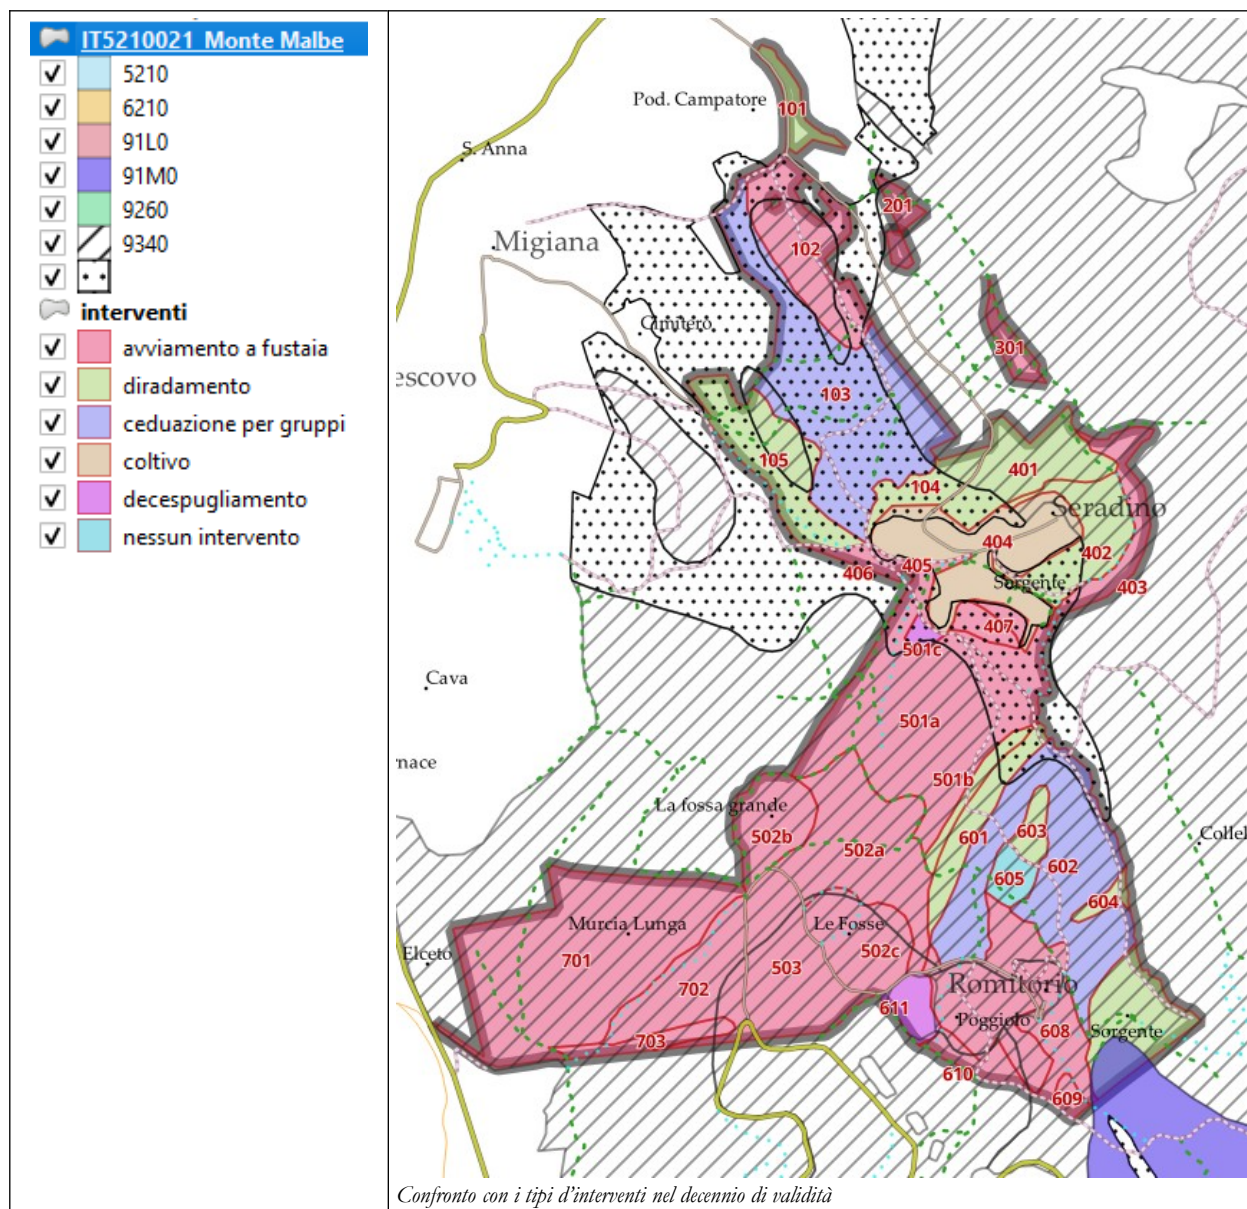 IT5210021_Monte Malbe
5210
6210
91L0
91M0
9260
9340
interventi
avviamento a fustaia
diradamento
ceduazione per gruppi
coltivo
decespugliamento
nessun intervento
Pod. Campatore
101
S. Anna
201
Migiana
102
Cimitero
301
escovo
103
105
401
104
Seradino
404
402
405
406
Sorgente
403
407
501c
Cava
501a
rnace
501b
La fossa grande
502b
502a
601
603
602
Collel
605
604
Murcia Lunga
Le Fosse
502c
Elceto
701
503
702
Romitorio
611
Poggiolo
608
Sorgente
703
610
609
Confronto con i tipi d'interventi nel decennio di validità